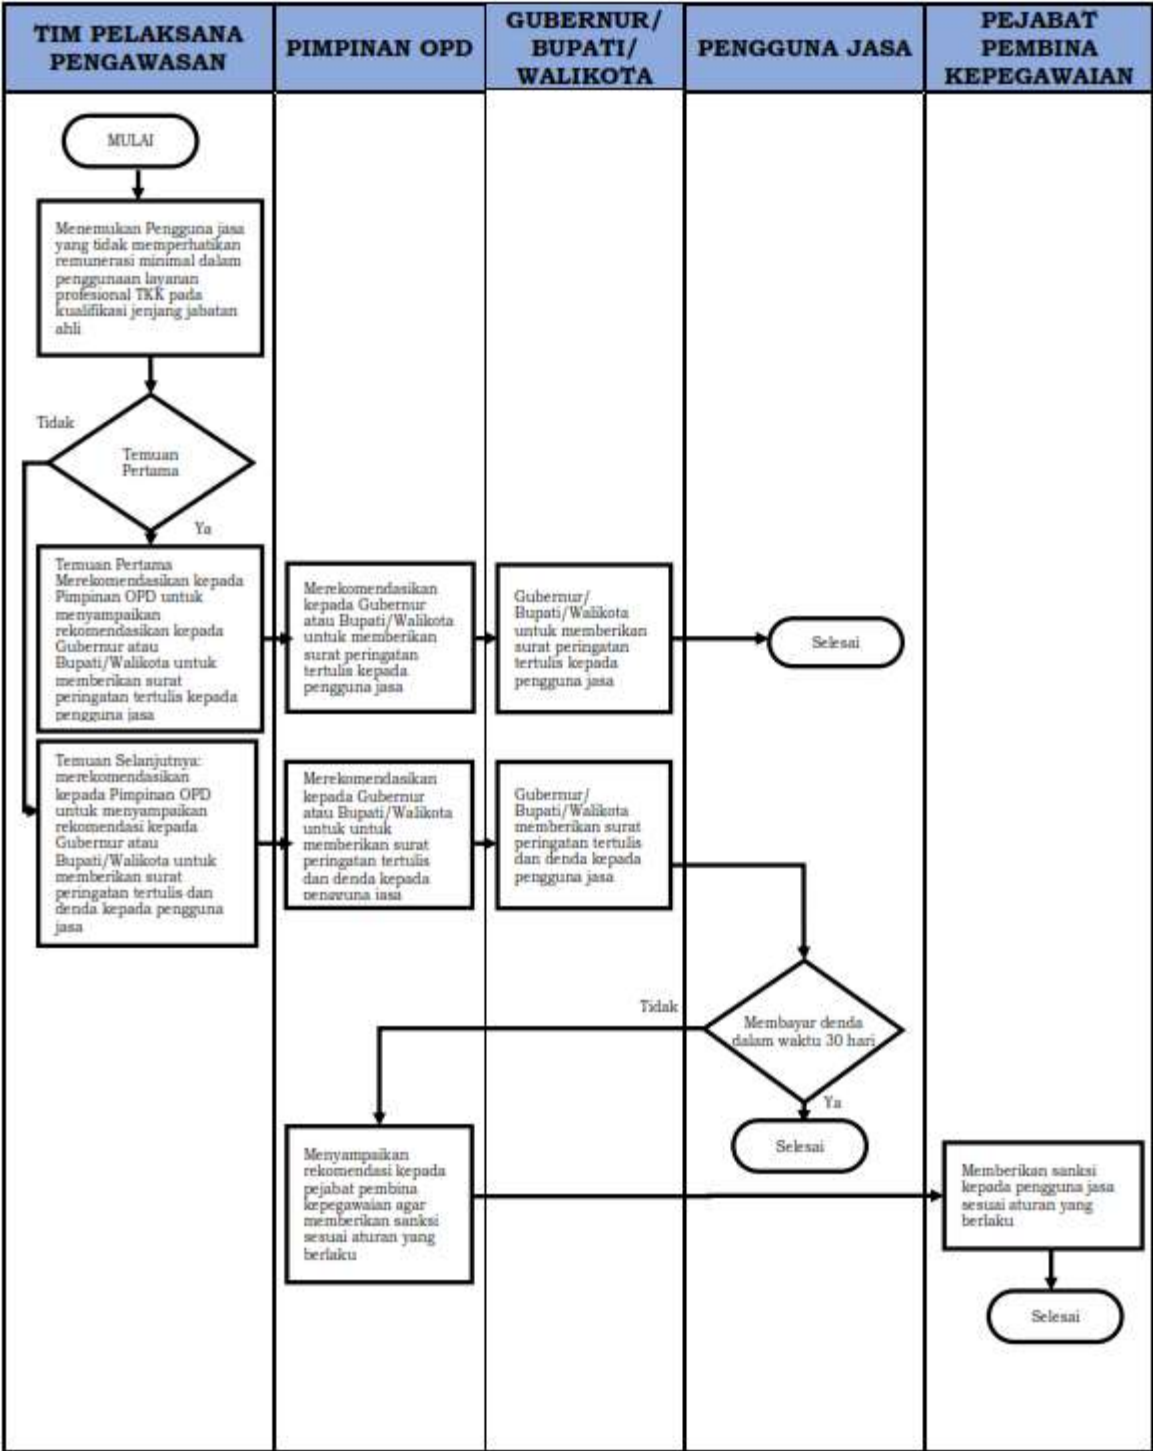 TIM PELAKSANA
PENGAWASAN
PIMPINAN OPD
GUBERNUR/
BUPATI/
WALIKOTA
PENGGUNA JASA
PEJABAT
PEMBINA
KEPEGAWAIAN
MULAI
Menemukan Pengguna jasa
yang tidak memperhatikan
remunerasi minimal dalam
penggunaan layanan
profesional TKK pada
kualifikasi jenjang jabatan
ahli
Tidak
Temuan
Pertama
Ya
Temuan Pertama
Merekomendasikan kepada
Pimpinan OPD untuk
menyampaikan
rekomendasikan kepada
Gubernur atau
Bupati/Walikota untuk
memberikan surat
peringatan tertulis kepada
pengguna jasa
Merekomendasikan
kepada Gubernur
atau Bupati/Walikota
untuk memberikan
surat peringatan
tertulis kepada
pengguna jasa
Gubernur/
Bupati/Walikota
untuk memberikan
surat peringatan
tertulis kepada
pengguna jasa
Selesai
Temuan Selanjutnya:
merekomendasikan
kepada Pimpinan OPD
untuk menyampaikan
rekomendasi kepada
Gubernur atau
Bupati/Walikota untuk
memberikan surat
peringatan tertulis dan
denda kepada pengguna
jasa
Merekomendasikan
kepada Gubernur
atau Bupati/Walikota
untuk untuk
memberikan surat
peringatan tertulis
dan denda kepada
pengguna jasa
Gubernur/
Bupati/Walikota
memberikan surat
peringatan tertulis
dan denda kepada
pengguna jasa
Tidak
Membayar denda
dalam waktu 30 hari
Ya
Selesai
Menyampaikan
rekomendasi kepada
pejabat pembina
kepegawaian agar
memberikan sanksi
sesuai aturan yang
berlaku
Memberikan sanksi
kepada pengguna jasa
sesuai aturan yang
berlaku
Selesai